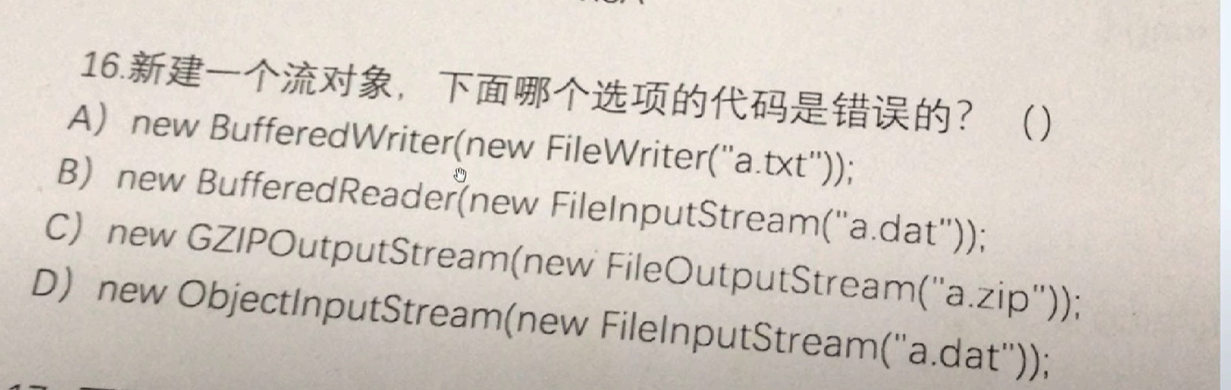 16.新建一个流对象，下面哪个选项的代码是错误的？ （）
A）new BufferedWriter(new FileWriter("a.txt"));
B）new BufferedReader(new FileInputStream("a.dat"));
C）new GZIPOutputStream(new FileOutputStream("a.zip"));
D）new ObjectInputStream(new FileInputStream("a.dat"));